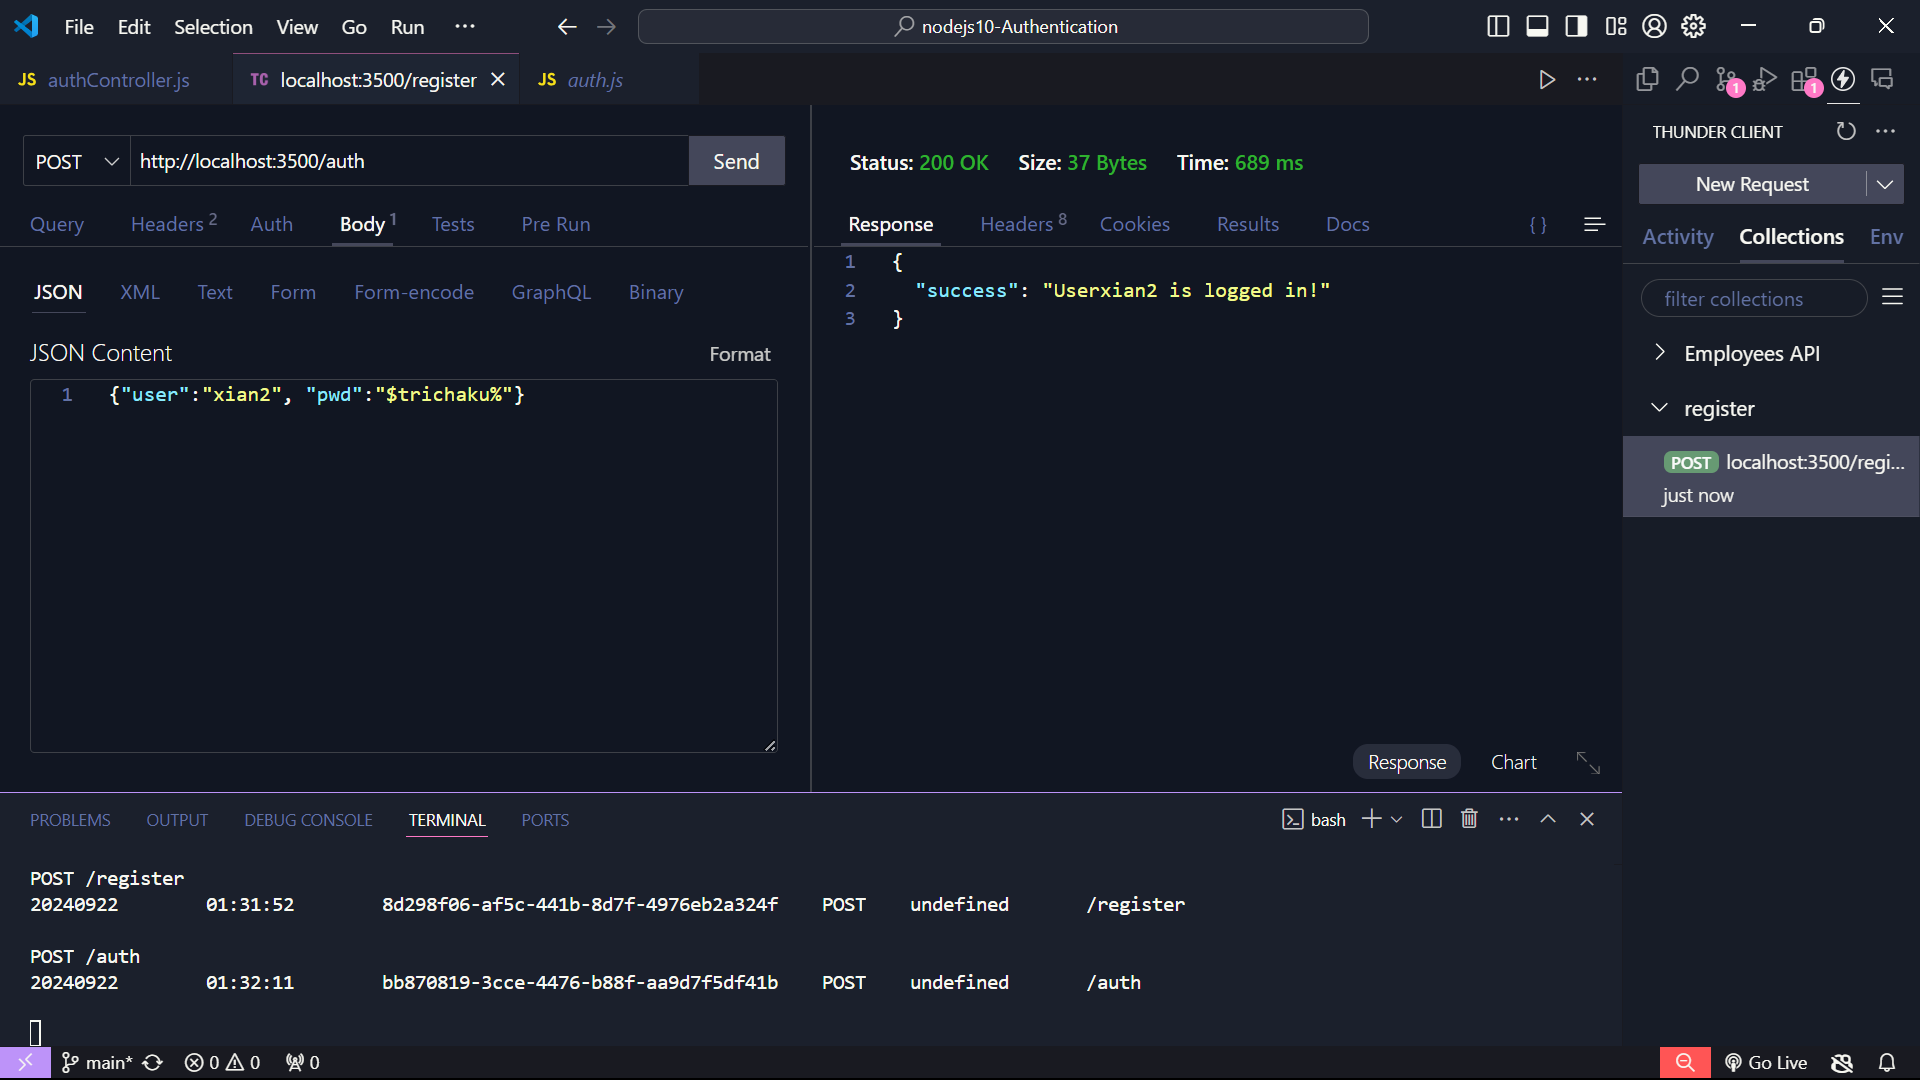 File Edit Selection View Go Run ···
nodejs10-Authentication
JS authController.js
TC localhost:3500/register
JS auth.js
POST http://localhost:3500/auth Send
Query Headers 2 Auth Body 1 Tests Pre Run
JSON XML Text Form Form-encode GraphQL Binary
JSON Content Format
1 {"user":"xian2", "pwd":"$trichaku%"}
Status: 200 OK Size: 37 Bytes Time: 689 ms
Response Headers 8 Cookies Results Docs { }
1 {
2 "success": "Userxian2 is logged in!"
3 }
Response Chart
1 1
THUNDER CLIENT
New Request
Activity Collections Env
filter collections
Employees API
register
POST localhost:3500/regi...
just now
PROBLEMS OUTPUT DEBUG CONSOLE TERMINAL PORTS
bash
POST /register
20240922 01:31:52 8d298f06-af5c-441b-8d7f-4976eb2a324f POST undefined /register
POST /auth
20240922 01:32:11 bb870819-3cce-4476-b88f-aa9d7f5df41b POST undefined /auth
main* 0 0 0 Go Live